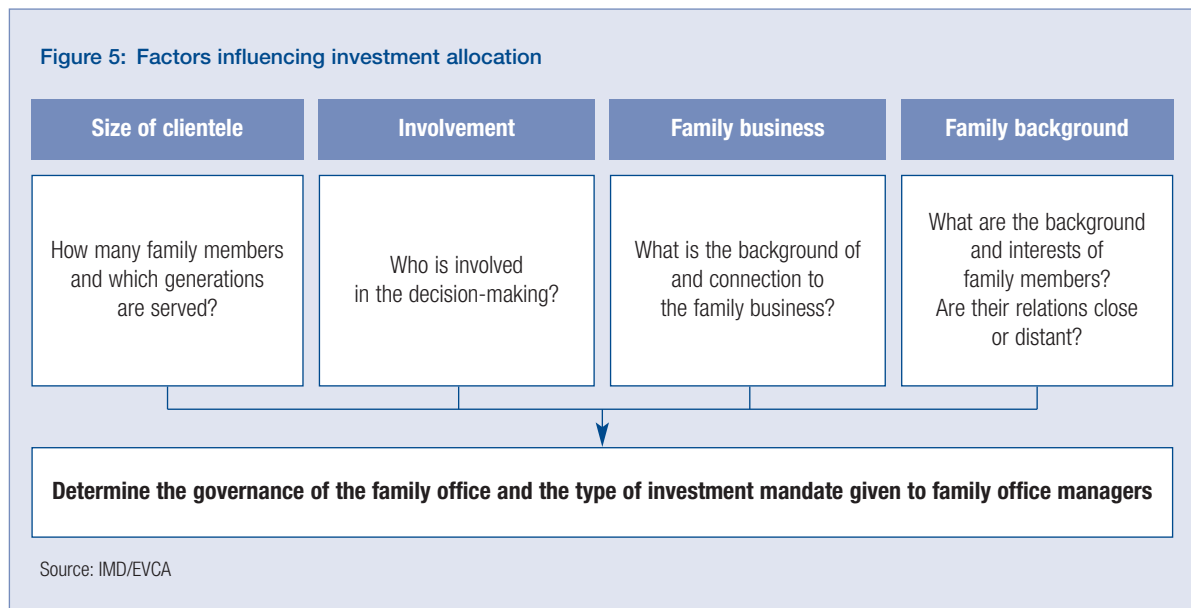 Figure 5: Factors influencing investment allocation
Size of clientele
How many family members
and which generations
are served?
Involvement
Who is involved
in the decision-making?
Family business
What is the background of
and connection to
the family business?
Family background
What are the background
and interests of
family members?
Are their relations close
or distant?
Determine the governance of the family office and the type of investment mandate given to family office managers
Source: IMD/EVCA